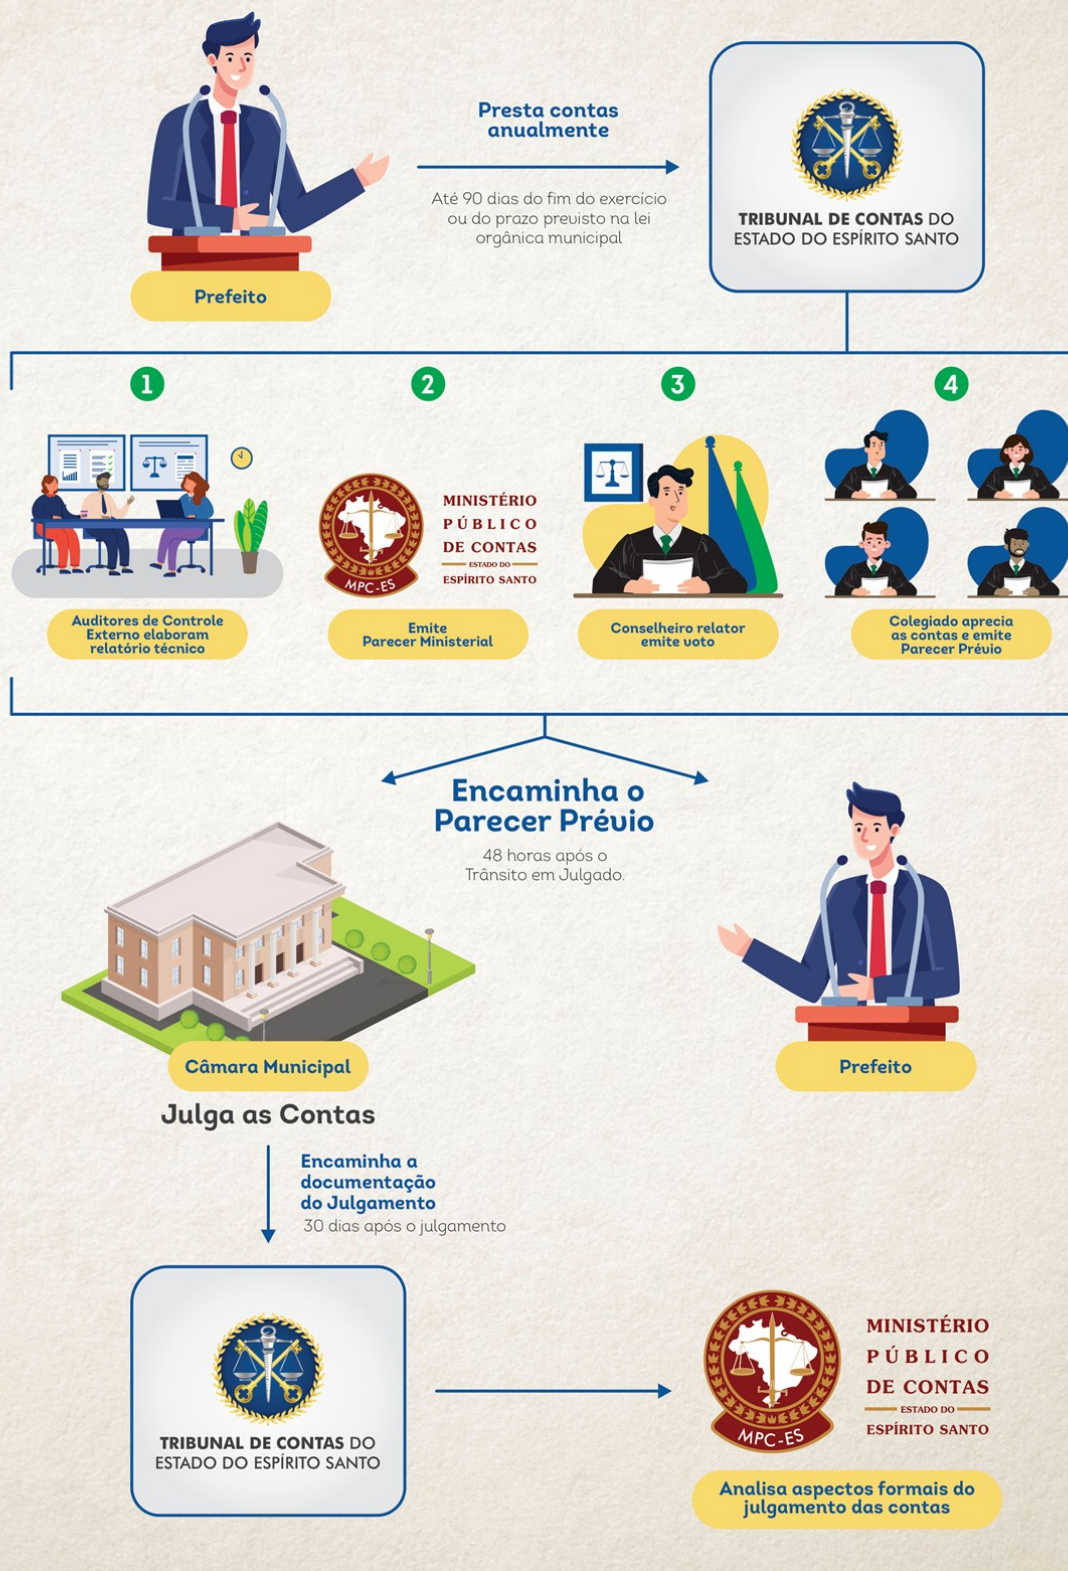 Presta contas
anualmente
Até 90 dias do fim do exercício
ou do prazo previsto na lei
orgânica municipal
TRIBUNAL DE CONTAS DO
ESTADO DO ESPÍRITO SANTO
Prefeito
1
2
3
4
MPC-ES
MINISTÉRIO
PÚBLICO
DE CONTAS
ESTADO DO
ESPÍRITO SANTO
Auditores de Controle
Externo elaboram
relatório técnico
Emite
Parecer Ministerial
Conselheiro relator
emite voto
Colegiado aprecia
as contas e emite
Parecer Prévio
Encaminha o
Parecer Prévio
48 horas após o
Trânsito em Julgado.
Câmara Municipal
Prefeito
Julga as Contas
Encaminha a
documentação
do Julgamento
30 dias após o julgamento
TRIBUNAL DE CONTAS DO
ESTADO DO ESPÍRITO SANTO
MPC-ES
MINISTÉRIO
PÚBLICO
DE CONTAS
ESTADO DO
ESPÍRITO SANTO
Analisa aspectos formais do
julgamento das contas